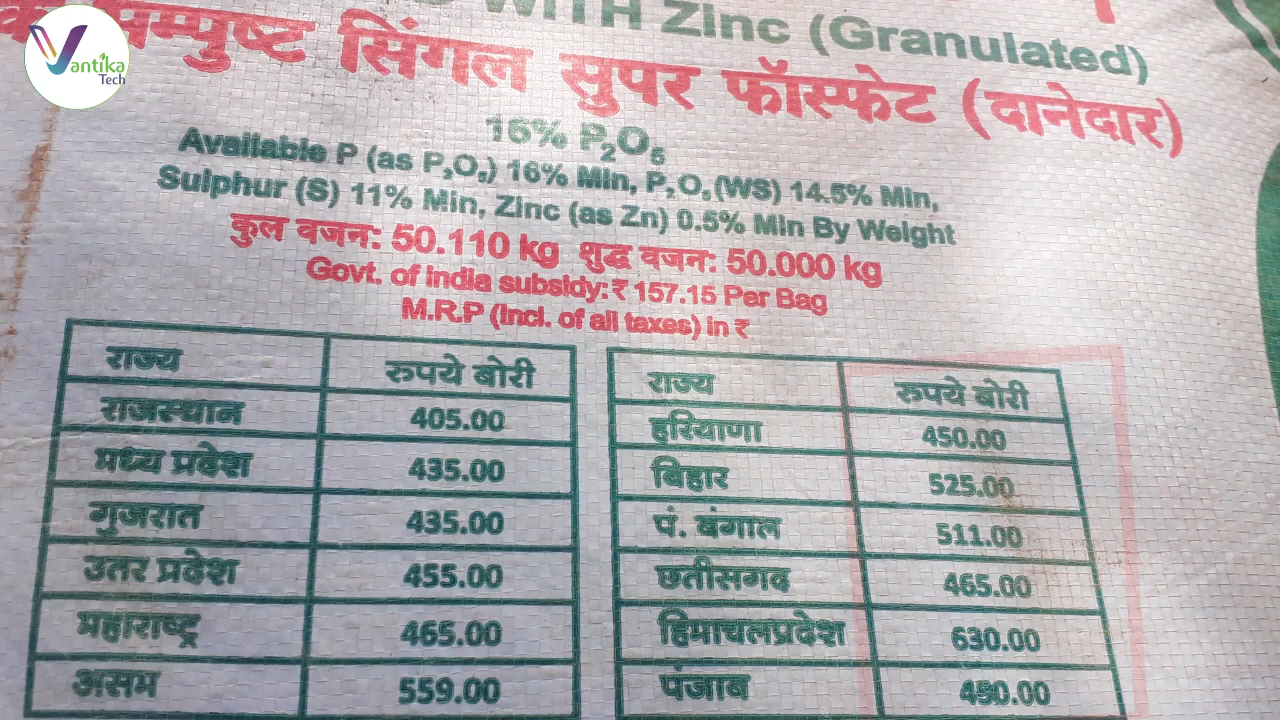 Vantika
Tech
WITH Zinc (Granulated)
सिंगल सुपर फॉस्फेट (दानेदार)
16% P₂O₅
Available P (as P₂O₅) 16% Min, P₂O₅ (WS) 14.5% Min,
Sulphur (S) 11% Min, Zinc (as Zn) 0.5% Min By Weight
कुल वजन: 50.110 kg शुद्ध वजन: 50.000 kg
Govt. of India subsidy: ₹ 157.15 Per Bag
M.R.P (Incl. of all taxes) in ₹
राज्य रुपये बोरी
राजस्थान 405.00
मध्य प्रदेश 435.00
गुजरात 435.00
उतर प्रदेश 455.00
महाराष्ट्र 465.00
असम 559.00
राज्य रुपये बोरी
हरियाणा 450.00
बिहार 525.00
पं. बंगाल 511.00
छतीसगढ 465.00
हिमाचलप्रदेश 630.00
पंजाब 450.00